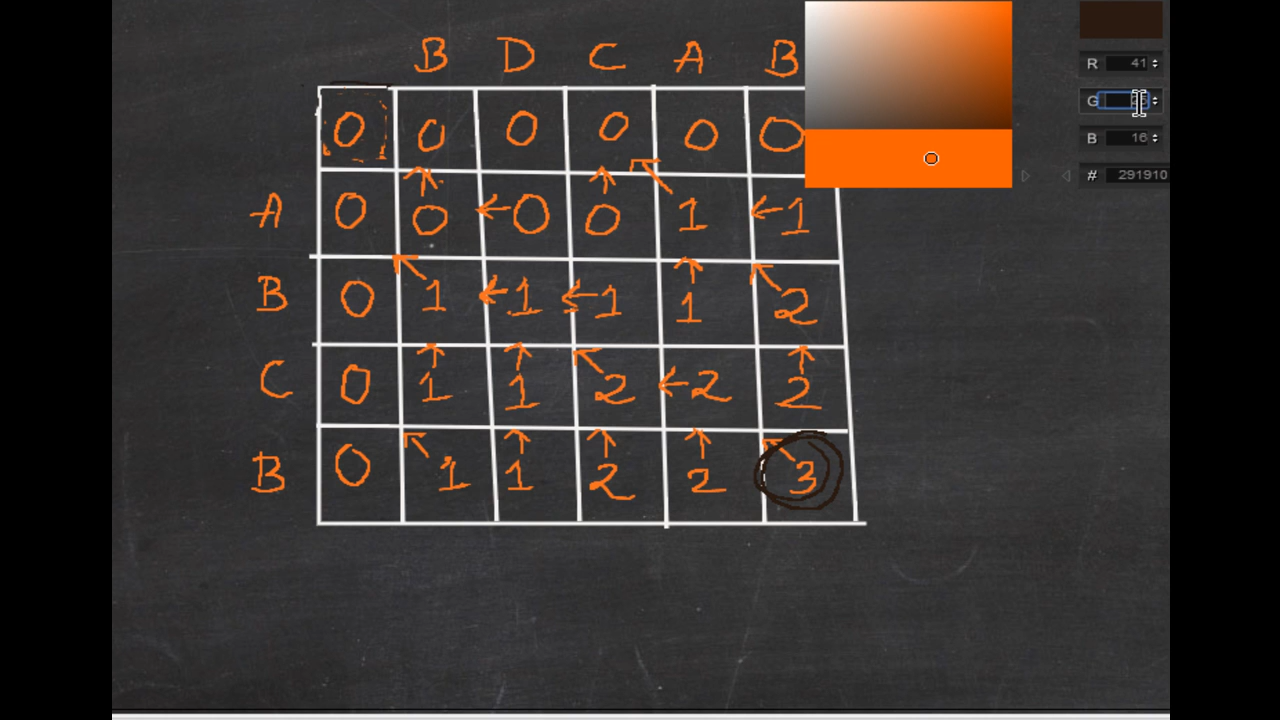 B D C A B
0 0 0 0 0 0
A 0 0 0 0 1 1
B 0 1 1 1 1 2
C 0 1 1 2 2 2
B 0 1 1 2 2 3
R 41
G
B 16
# 291910